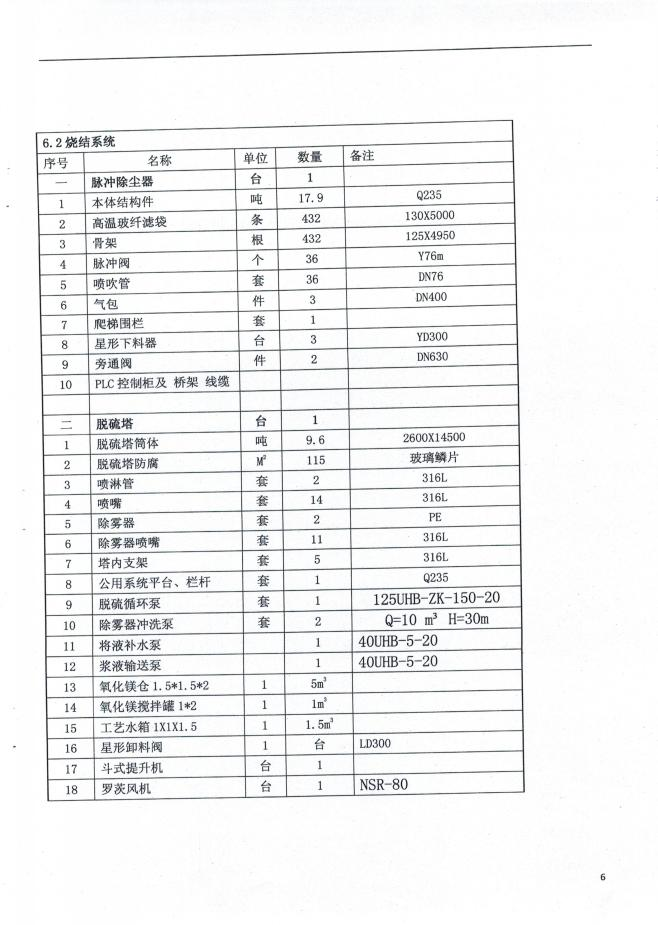 6.2烧结系统
序号 名称 单位 数量 备注
一 脉冲除尘器 台 1
1 本体结构件 吨 17.9 Q235
2 高温玻纤滤袋 条 432 130X5000
3 骨架 根 432 125X4950
4 脉冲阀 个 36 Y76m
5 喷吹管 套 36 DN76
6 气包 件 3 DN400
7 爬梯围栏 套 1
8 星形下料器 台 3 YD300
9 旁通阀 件 2 DN630
10 PLC控制柜及 桥架 线缆
二 脱硫塔 台 1
1 脱硫塔筒体 吨 9.6 2600X14500
2 脱硫塔防腐 M² 115 玻璃鳞片
3 喷淋管 套 2 316L
4 喷嘴 套 14 316L
5 除雾器 套 2 PE
6 除雾器喷嘴 套 11 316L
7 塔内支架 套 5 316L
8 公用系统平台、栏杆 套 1 Q235
9 脱硫循环泵 套 1 125UHB-ZK-150-20
10 除雾器冲洗泵 套 2 Q=10 m³ H=30m
11 将液补水泵 1 40UHB-5-20
12 浆液输送泵 1 40UHB-5-20
13 氧化镁仓1.5*1.5*2 1 5m³
14 氧化镁搅拌罐1*2 1 1m³
15 工艺水箱1X1X1.5 1 1.5m³
16 星形卸料阀 1 台 LD300
17 斗式提升机 台 1
18 罗茨风机 台 1 NSR-80
6